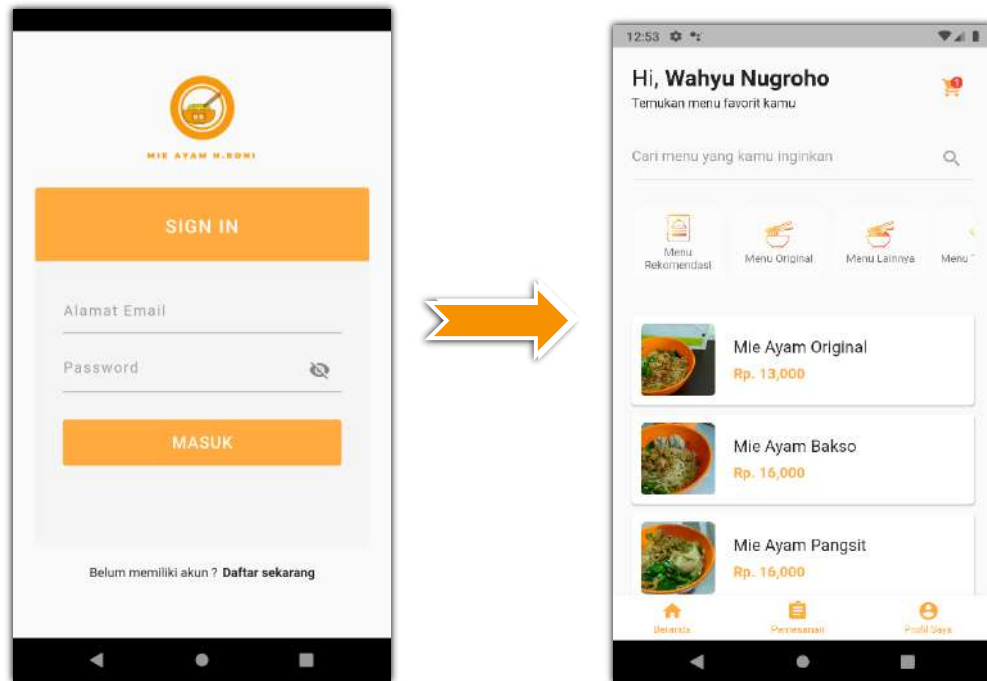 MIE AYAM N.RONI
SIGN IN
Alamat Email
Password
MASUK
Belum memiliki akun ? Daftar sekarang
12:53
Hi, Wahyu Nugroho
1
Temukan menu favorit kamu
Cari menu yang kamu inginkan
Menu
Rekomendasi
Menu Original
Menu Lainnya
Menu
Mie Ayam Original
Rp. 13,000
Mie Ayam Bakso
Rp. 16,000
Mie Ayam Pangsit
Rp. 16,000
Beranda
Pemesanan
Profil Saya